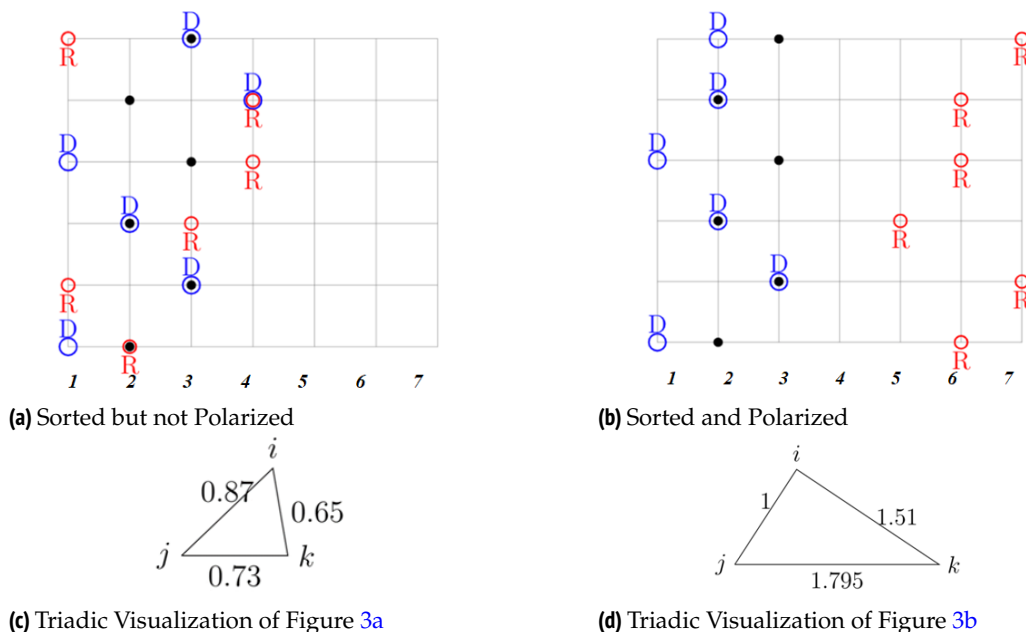 D D
R R
D D
R R
D D
R R
D D
R R
D D
R R
D D
R R
1 2 3 4 5 6 7 1 2 3 4 5 6 7
(a) Sorted but not Polarized (b) Sorted and Polarized
i i
0.87 0.65 1 1.51
j k j k
0.73 1.795
(c) Triadic Visualization of Figure 3a (d) Triadic Visualization of Figure 3b